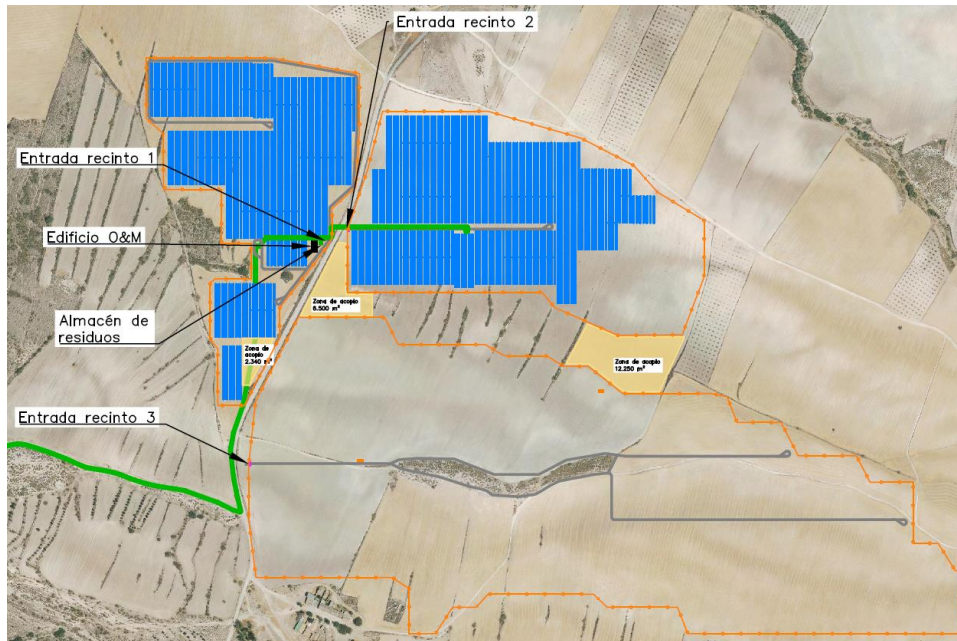 Entrada recinto 2
Entrada recinto 1
Edificio O&M
Almacén de
residuos
Zona de acopio
6.500 m²
Zona de
acopio
2.340 m²
Zona de acopio
12.250 m²
Entrada recinto 3